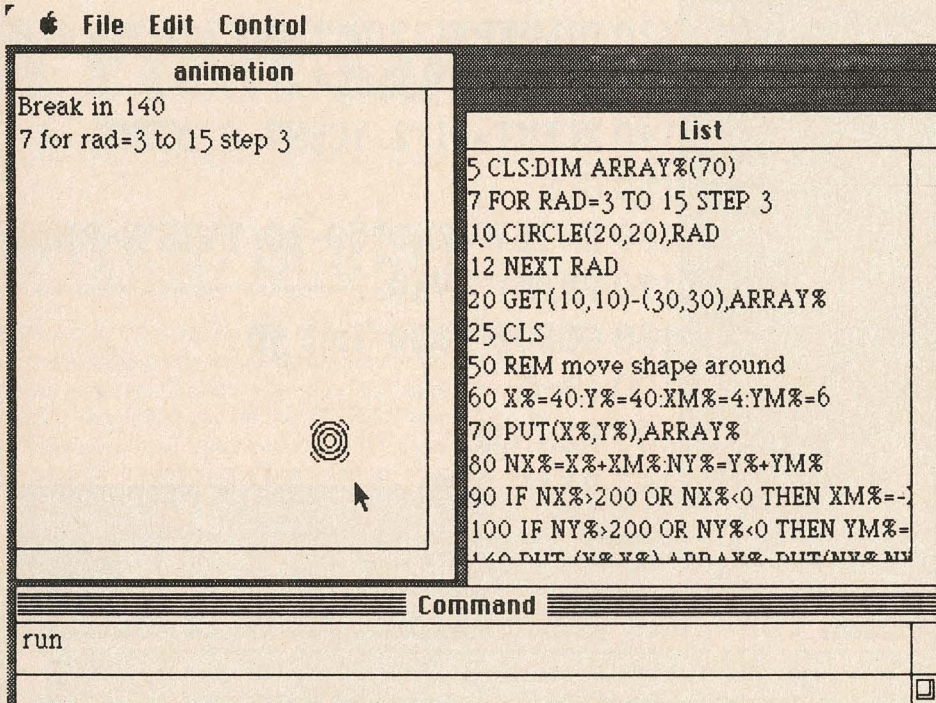 File Edit Control
animation
Break in 140
7 for rad=3 to 15 step 3
List
5 CLS:DIM ARRAY%(70)
7 FOR RAD=3 TO 15 STEP 3
10 CIRCLE(20,20),RAD
12 NEXT RAD
20 GET(10,10)-(30,30),ARRAY%
25 CLS
50 REM move shape around
60 X%=40:Y%=40:XM%=4:YM%=6
70 PUT(X%,Y%),ARRAY%
80 NX%=X%+XM%:NY%=Y%+YM%
90 IF NX%>200 OR NX%<0 THEN XM%=-
100 IF NY%>200 OR NY%<0 THEN YM%=
Command
run